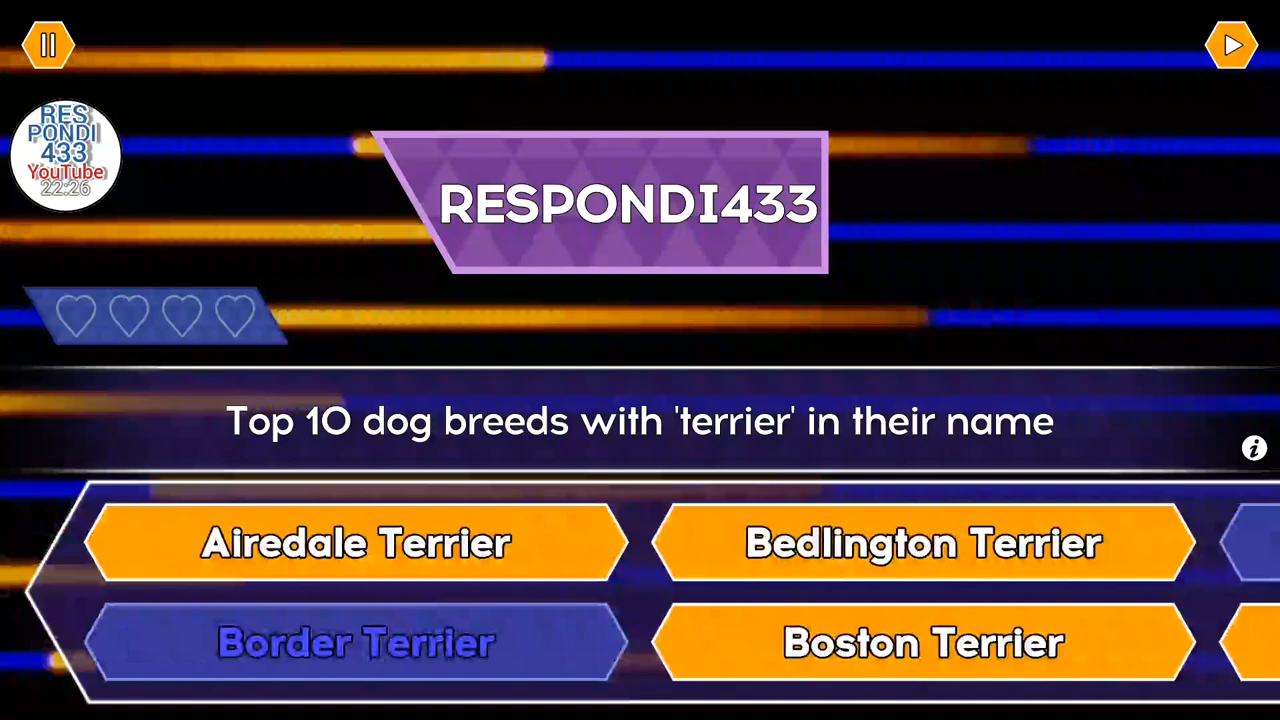 RES
PONDI
433
YouTube
22:26
RESPONDI433
Top 10 dog breeds with 'terrier' in their name
i
Airedale Terrier
Bedlington Terrier
Border Terrier
Boston Terrier